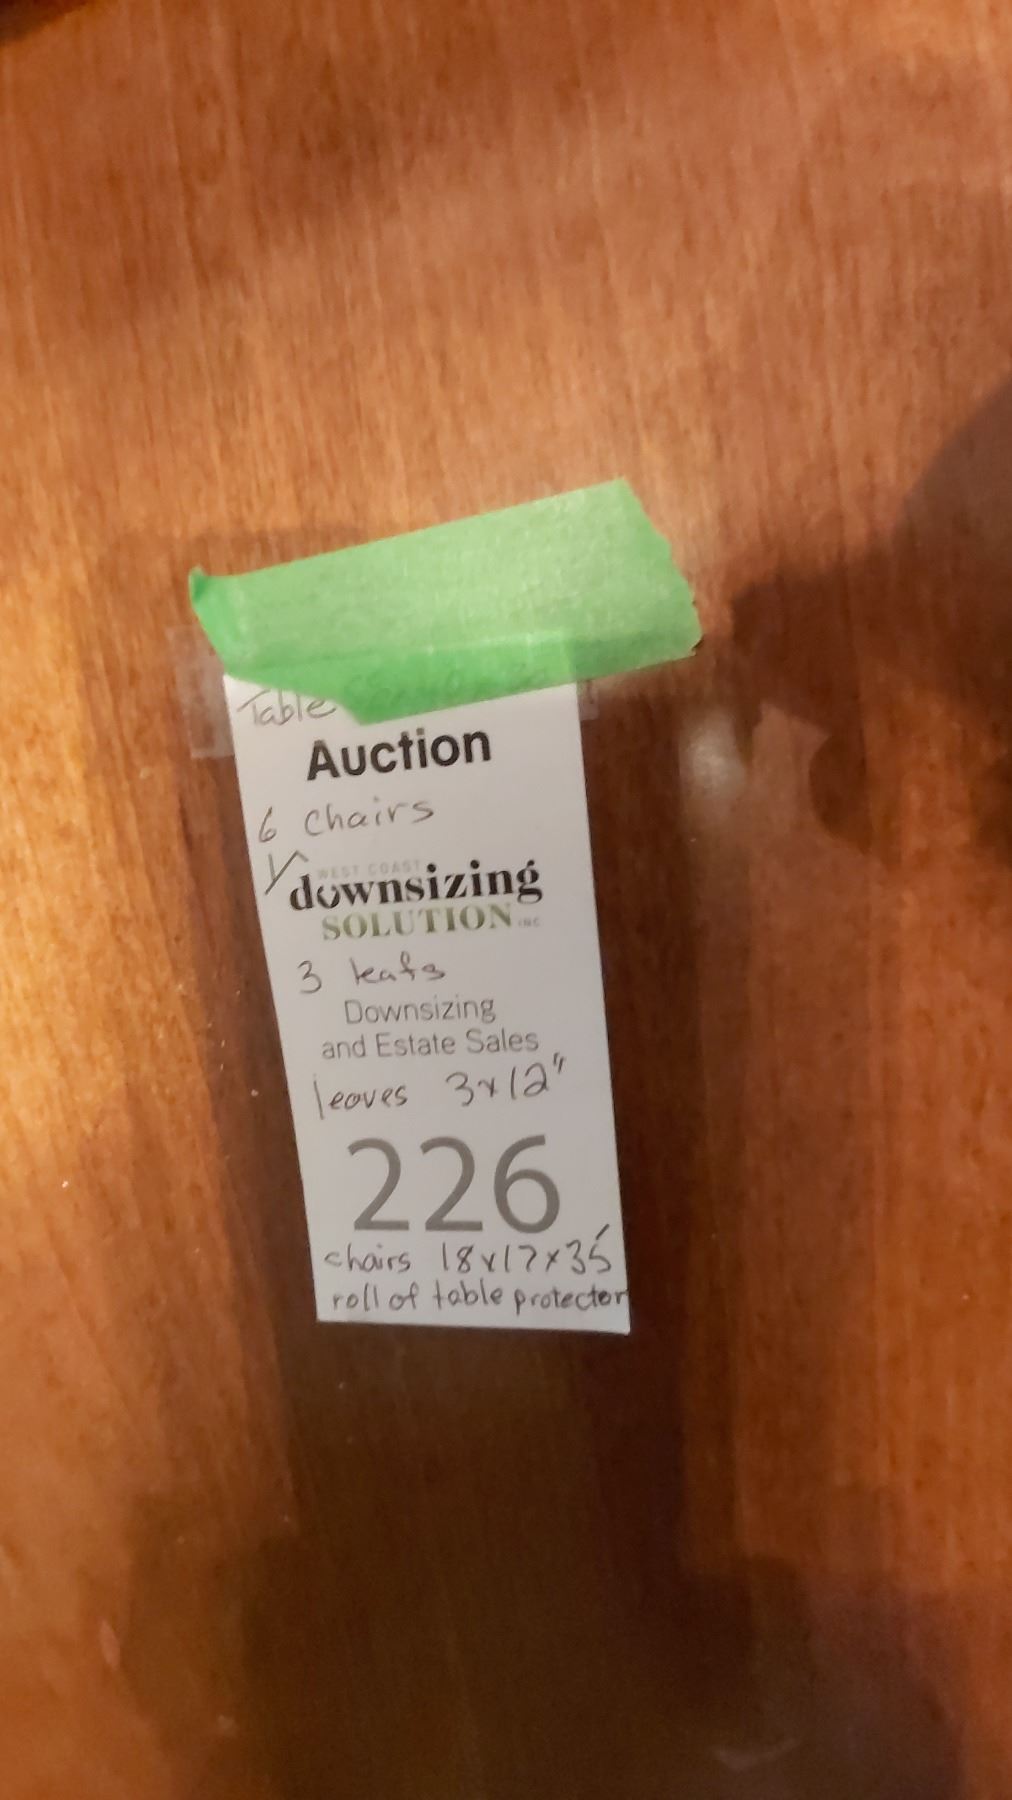 Table
Auction
6 chairs
WEST COAST
downsizing
SOLUTION INC
3 leafs
Downsizing
and Estate Sales
leaves 3x12"
226
chairs 18x17x35
roll of table protector